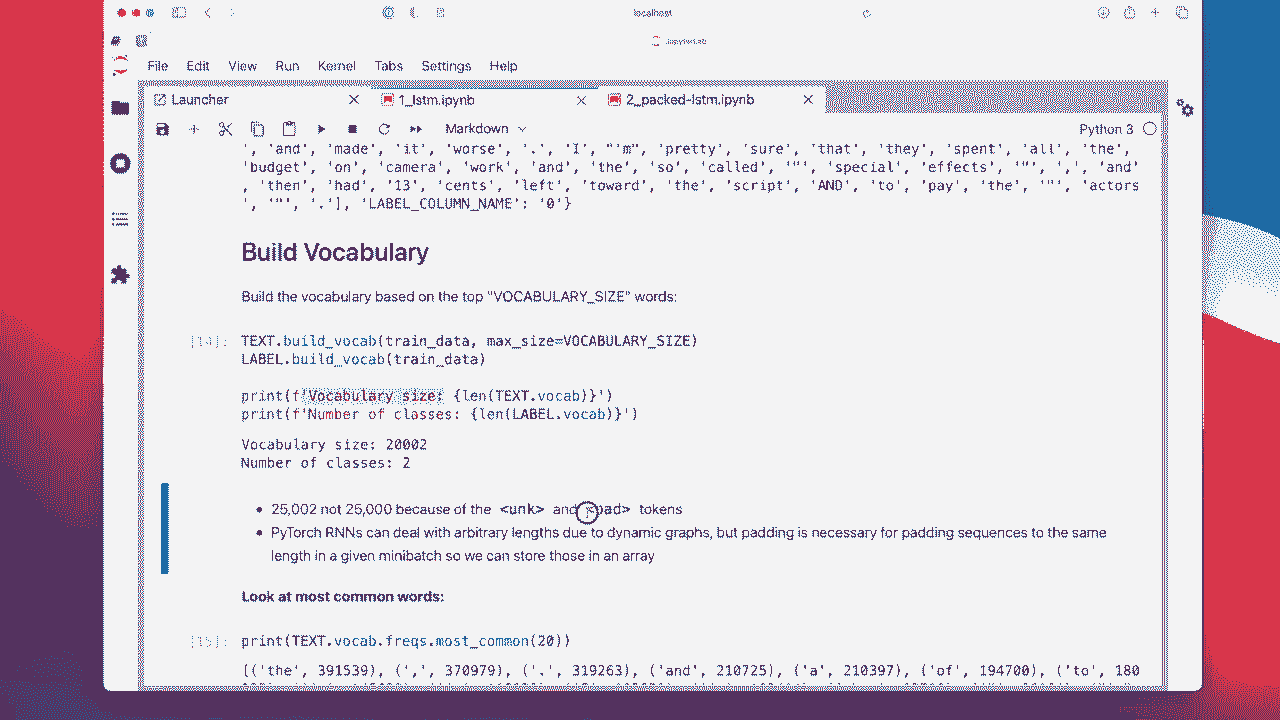 localhost
JupyterLab
File Edit View Run Kernel Tabs Settings Help
Launcher 1_lstm.ipynb 2_packed-lstm.ipynb
Markdown Python 3
', 'and', 'made', 'it', 'worse', '.', 'I', "'m", 'pretty', 'sure', 'that', 'they', 'spent', 'all', 'the',
'budget', 'on', 'camera', 'work', 'and', 'the', 'so', 'called', '"', 'special', 'effects', '"', ',', 'and'
, 'then', 'had', '13', 'cents', 'left', 'toward', 'the', 'script', 'AND', 'to', 'pay', 'the', '"', 'actors
', '"', '.'], 'LABEL_COLUMN_NAME': '0'}
Build Vocabulary
Build the vocabulary based on the top "VOCABULARY_SIZE" words:
[14]: TEXT.build_vocab(train_data, max_size=VOCABULARY_SIZE)
LABEL.build_vocab(train_data)
print(f'Vocabulary size: {len(TEXT.vocab)}')
print(f'Number of classes: {len(LABEL.vocab)}')
Vocabulary size: 20002
Number of classes: 2
• 25,002 not 25,000 because of the <unk> and <pad> tokens
• PyTorch RNNs can deal with arbitrary lengths due to dynamic graphs, but padding is necessary for padding sequences to the same
length in a given minibatch so we can store those in an array
Look at most common words:
[15]: print(TEXT.vocab.freqs.most_common(20))
[('the', 391539), (',', 370979), ('.', 319263), ('and', 210725), ('a', 210397), ('of', 194700), ('to', 180